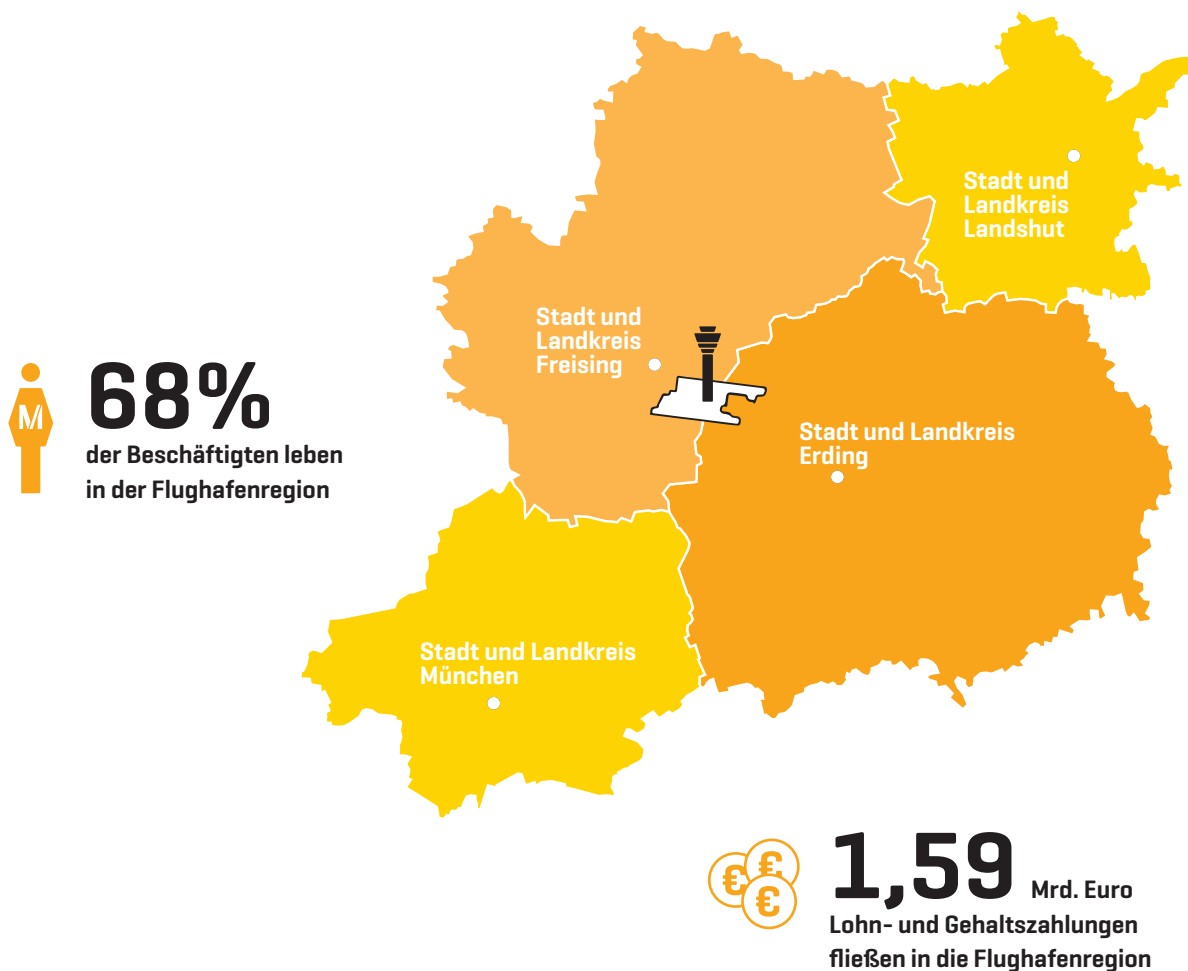 Stadt und
Landkreis
Landshut
Stadt und
Landkreis
Freising
68%
der Beschäftigten leben
in der Flughafenregion
M
Stadt und Landkreis
Erding
Stadt und Landkreis
München
€
€
€
1,59 Mrd. Euro
Lohn- und Gehaltszahlungen
fließen in die Flughafenregion